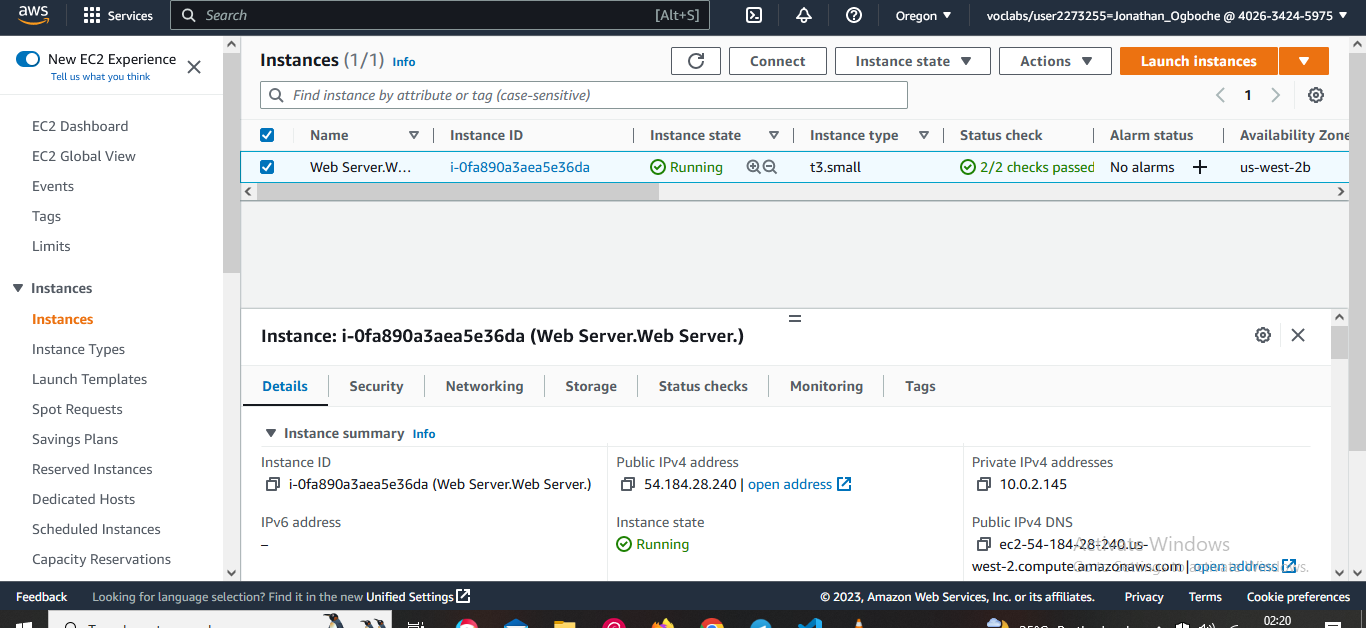 aws
Services
Search
[Alt+S]
Oregon ▼
voclabs/user2273255=Jonathan_Ogboche @ 4026-3424-5975 ▼
New EC2 Experience
Tell us what you think
EC2 Dashboard
EC2 Global View
Events
Tags
Limits
▼ Instances
Instances
Instance Types
Launch Templates
Spot Requests
Savings Plans
Reserved Instances
Dedicated Hosts
Scheduled Instances
Capacity Reservations
Instances (1/1) Info
Connect
Instance state ▼
Actions ▼
Launch instances ▼
Find instance by attribute or tag (case-sensitive)
1
Name Instance ID Instance state Instance type Status check Alarm status Availability Zone
Web Server.W... i-0fa890a3aea5e36da Running t3.small 2/2 checks passed No alarms + us-west-2b
Instance: i-0fa890a3aea5e36da (Web Server.Web Server.)
Details Security Networking Storage Status checks Monitoring Tags
▼ Instance summary Info
Instance ID
i-0fa890a3aea5e36da (Web Server.Web Server.)
Public IPv4 address
54.184.28.240 | open address
Private IPv4 addresses
10.0.2.145
IPv6 address
–
Instance state
Running
Public IPv4 DNS
ec2-54-184-28-240.us-
west-2.compute.amazonaws.com | open address
Activate Windows
Go to Settings to activate Windows.
Feedback
Looking for language selection? Find it in the new Unified Settings
© 2023, Amazon Web Services, Inc. or its affiliates.
Privacy
Terms
Cookie preferences
02:20